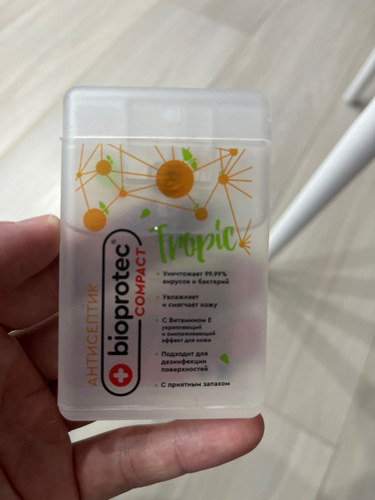 Tropic
• Уничтожает 99,99%
вирусов и бактерий
• Увлажняет
и смягчает кожу
• С Витамином Е
укрепляющий
и омолаживающий
эффект для кожи
• Подходит для
дезинфекции
поверхностей
• С приятным запахом
АНТИСЕПТИК
bioprotec®
COMPACT